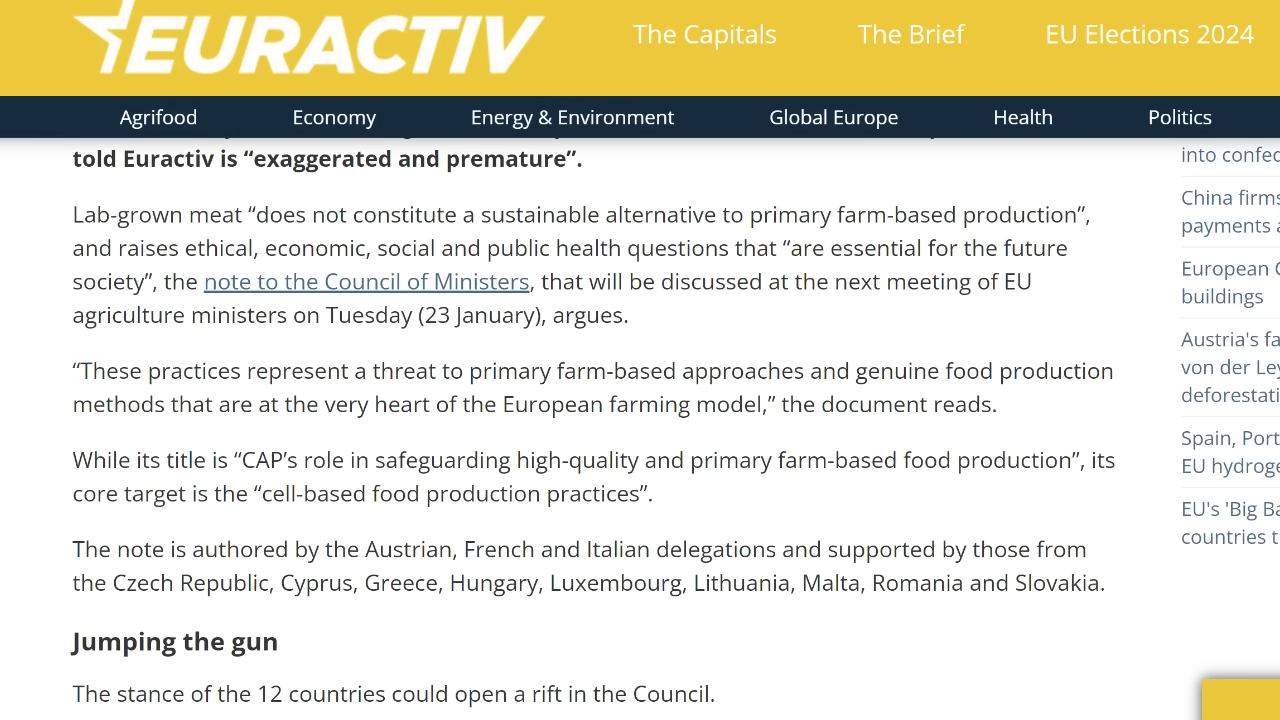 EURACTIV
The Capitals
The Brief
EU Elections 2024
Agrifood
Economy
Energy & Environment
Global Europe
Health
Politics
told Euractiv is “exaggerated and premature”.
Lab-grown meat “does not constitute a sustainable alternative to primary farm-based production”,
and raises ethical, economic, social and public health questions that “are essential for the future
society”, the note to the Council of Ministers, that will be discussed at the next meeting of EU
agriculture ministers on Tuesday (23 January), argues.
“These practices represent a threat to primary farm-based approaches and genuine food production
methods that are at the very heart of the European farming model,” the document reads.
While its title is “CAP’s role in safeguarding high-quality and primary farm-based food production”, its
core target is the “cell-based food production practices”.
The note is authored by the Austrian, French and Italian delegations and supported by those from
the Czech Republic, Cyprus, Greece, Hungary, Luxembourg, Lithuania, Malta, Romania and Slovakia.
Jumping the gun
The stance of the 12 countries could open a rift in the Council.
into confed
China firms
payments a
European C
buildings
Austria's fa
von der Ley
deforestati
Spain, Port
EU hydroge
EU's 'Big Ba
countries t